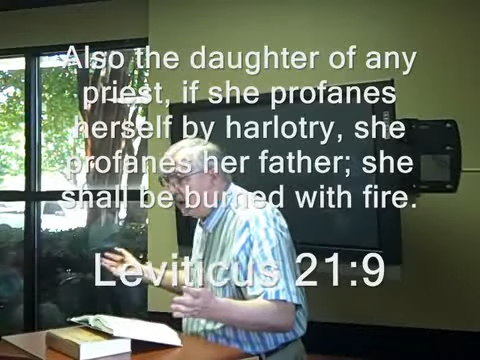 Also the daughter of any
priest, if she profanes
herself by harlotry, she
profanes her father; she
shall be burned with fire.
Leviticus 21:9